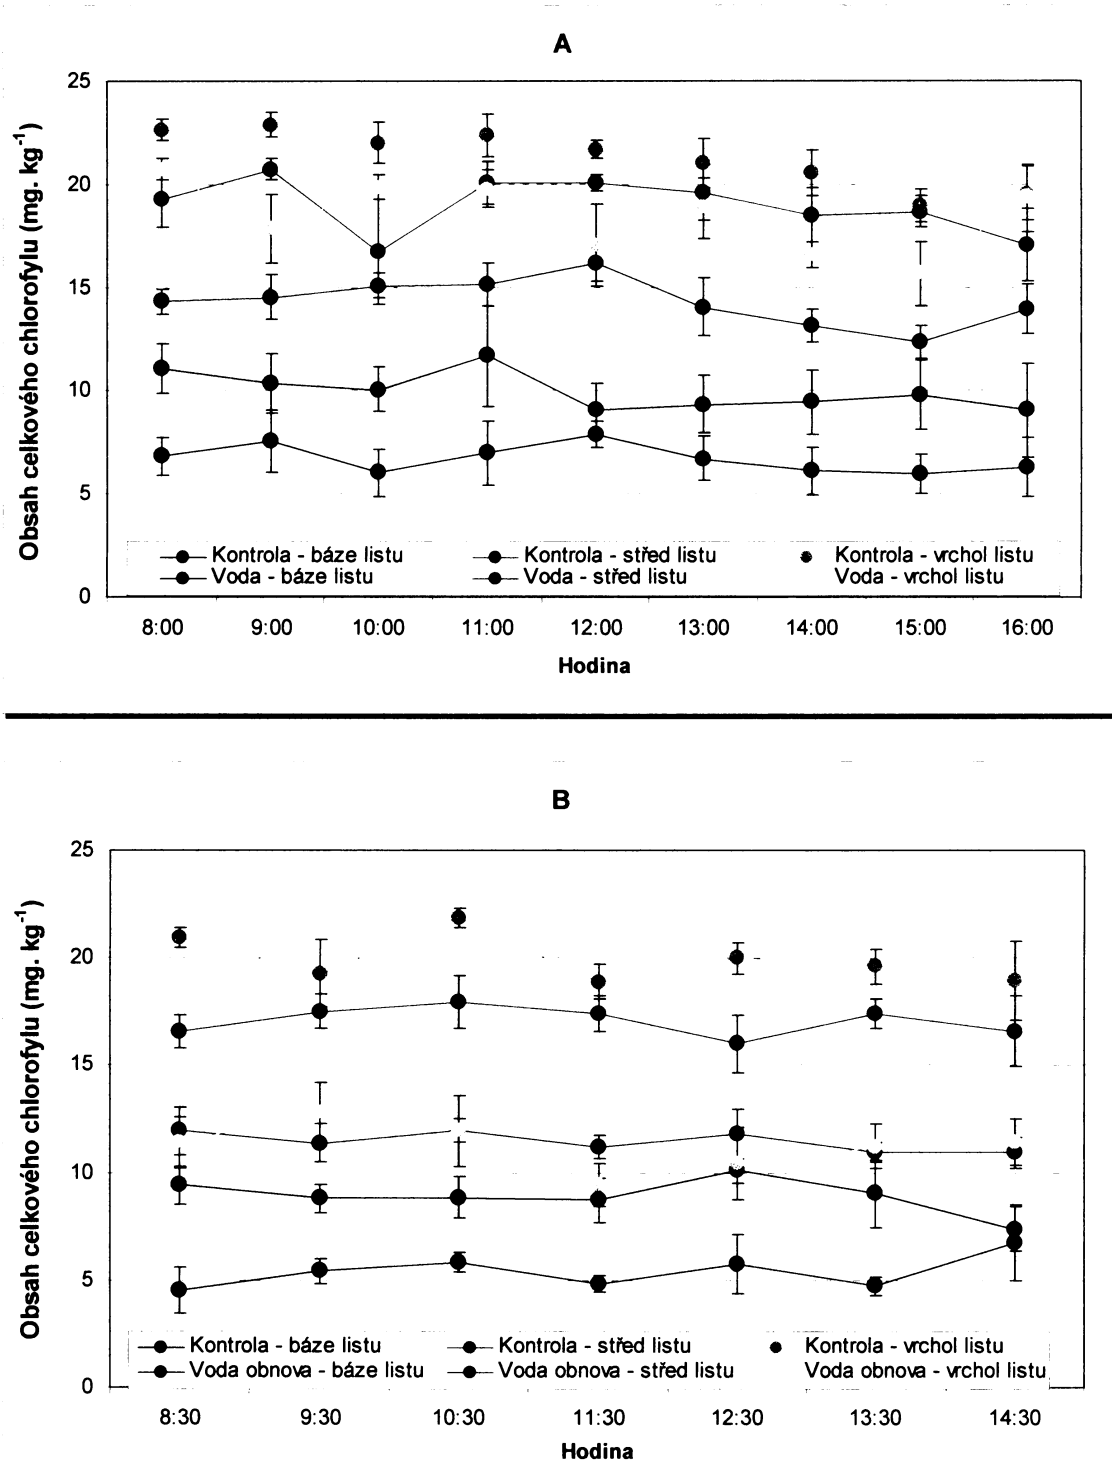 A
Obsah celkového chlorofylu (mg. kg⁻¹)
25
20
15
10
5
0
Kontrola - báze listu Kontrola - střed listu Kontrola - vrchol listu
Voda - báze listu Voda - střed listu Voda - vrchol listu
8:00 9:00 10:00 11:00 12:00 13:00 14:00 15:00 16:00
Hodina
B
Obsah celkového chlorofylu (mg. kg⁻¹)
25
20
15
10
5
0
Kontrola - báze listu Kontrola - střed listu Kontrola - vrchol listu
Voda obnova - báze listu Voda obnova - střed listu Voda obnova - vrchol listu
8:30 9:30 10:30 11:30 12:30 13:30 14:30
Hodina